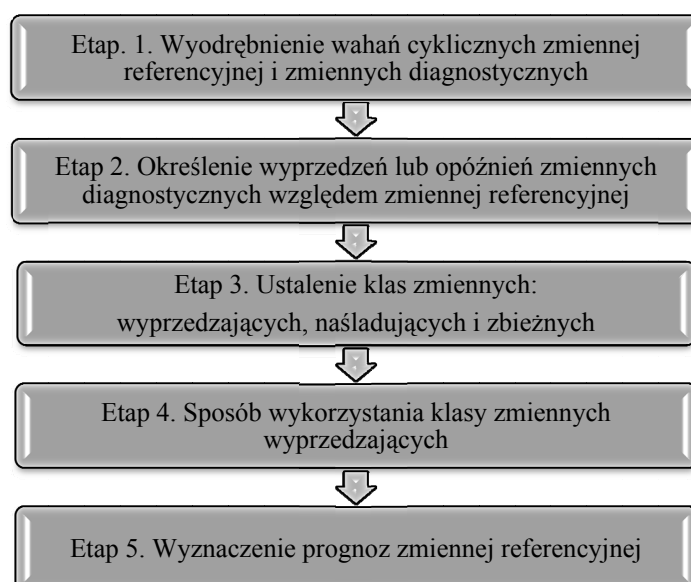 Etap. 1. Wyodrębnienie wahań cyklicznych zmiennej
referencyjnej i zmiennych diagnostycznych
Etap 2. Określenie wyprzedzeń lub opóźnień zmiennych
diagnostycznych względem zmiennej referencyjnej
Etap 3. Ustalenie klas zmiennych:
wyprzedzających, naśladujących i zbieżnych
Etap 4. Sposób wykorzystania klasy zmiennych
wyprzedzających
Etap 5. Wyznaczenie prognoz zmiennej referencyjnej